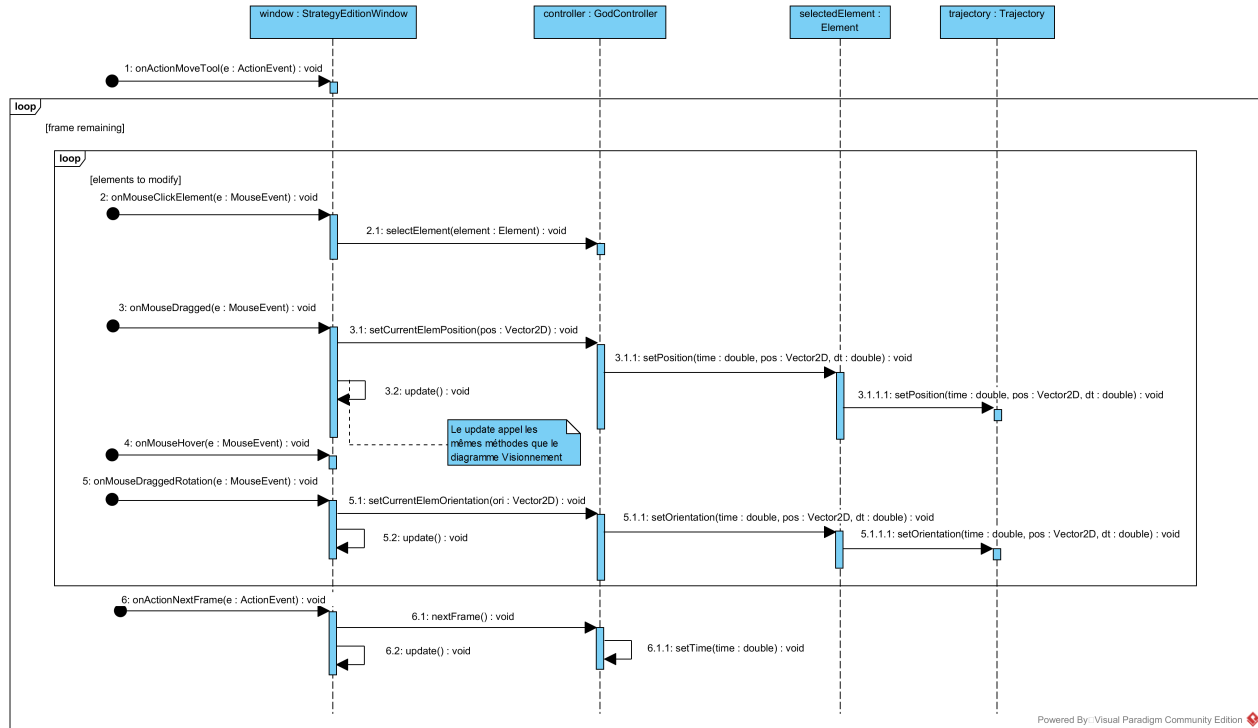 window : StrategyEditionWindow
controller : GodController
selectedElement :
Element
trajectory : Trajectory
1: onActionMoveTool(e : ActionEvent) : void
loop
[frame remaining]
loop
[elements to modify]
2: onMouseClickElement(e : MouseEvent) : void
2.1: selectElement(element : Element) : void
3: onMouseDragged(e : MouseEvent) : void
3.1: setCurrentElemPosition(pos : Vector2D) : void
3.1.1: setPosition(time : double, pos : Vector2D, dt : double) : void
3.2: update() : void
3.1.1.1: setPosition(time : double, pos : Vector2D, dt : double) : void
Le update appel les
mêmes méthodes que le
diagramme Visionnement
4: onMouseHover(e : MouseEvent) : void
5: onMouseDraggedRotation(e : MouseEvent) : void
5.1: setCurrentElemOrientation(ori : Vector2D) : void
5.1.1: setOrientation(time : double, pos : Vector2D, dt : double) : void
5.2: update() : void
5.1.1.1: setOrientation(time : double, pos : Vector2D, dt : double) : void
6: onActionNextFrame(e : ActionEvent) : void
6.1: nextFrame() : void
6.2: update() : void
6.1.1: setTime(time : double) : void
Powered By Visual Paradigm Community Edition